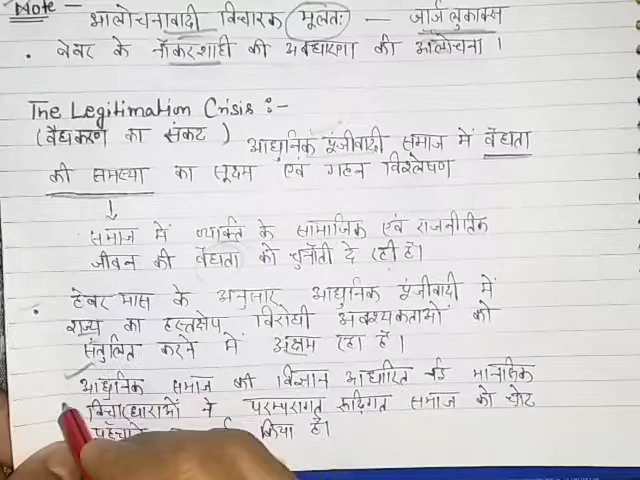 Note — आलोचनावादी विचारक मूलतः — जॉर्ज लुकाक्स
• वेबर के नौकरशाही की अवधारणा की आलोचना ।
The Legitimation Crisis :-
(वैधीकरण का संकट) आधुनिक पूंजीवादी समाज में वैधता
की समस्या का सूक्ष्म एवं गहन विश्लेषण
↓
समाज में व्यक्ति के सामाजिक एवं राजनीतिक
जीवन की वैधता को चुनौती दे रही है।
• हेबर मास के अनुसार आधुनिक पूंजीवादी में
राज्य का हस्तक्षेप विरोधी आवश्यकताओं को
संतुलित करने में अक्षम रहा है।
आधुनिक समाज की विज्ञान आधारित नई मानसिक
विचारधाराओं ने परम्परागत रूढ़िगत समाज को चोट
किया है।